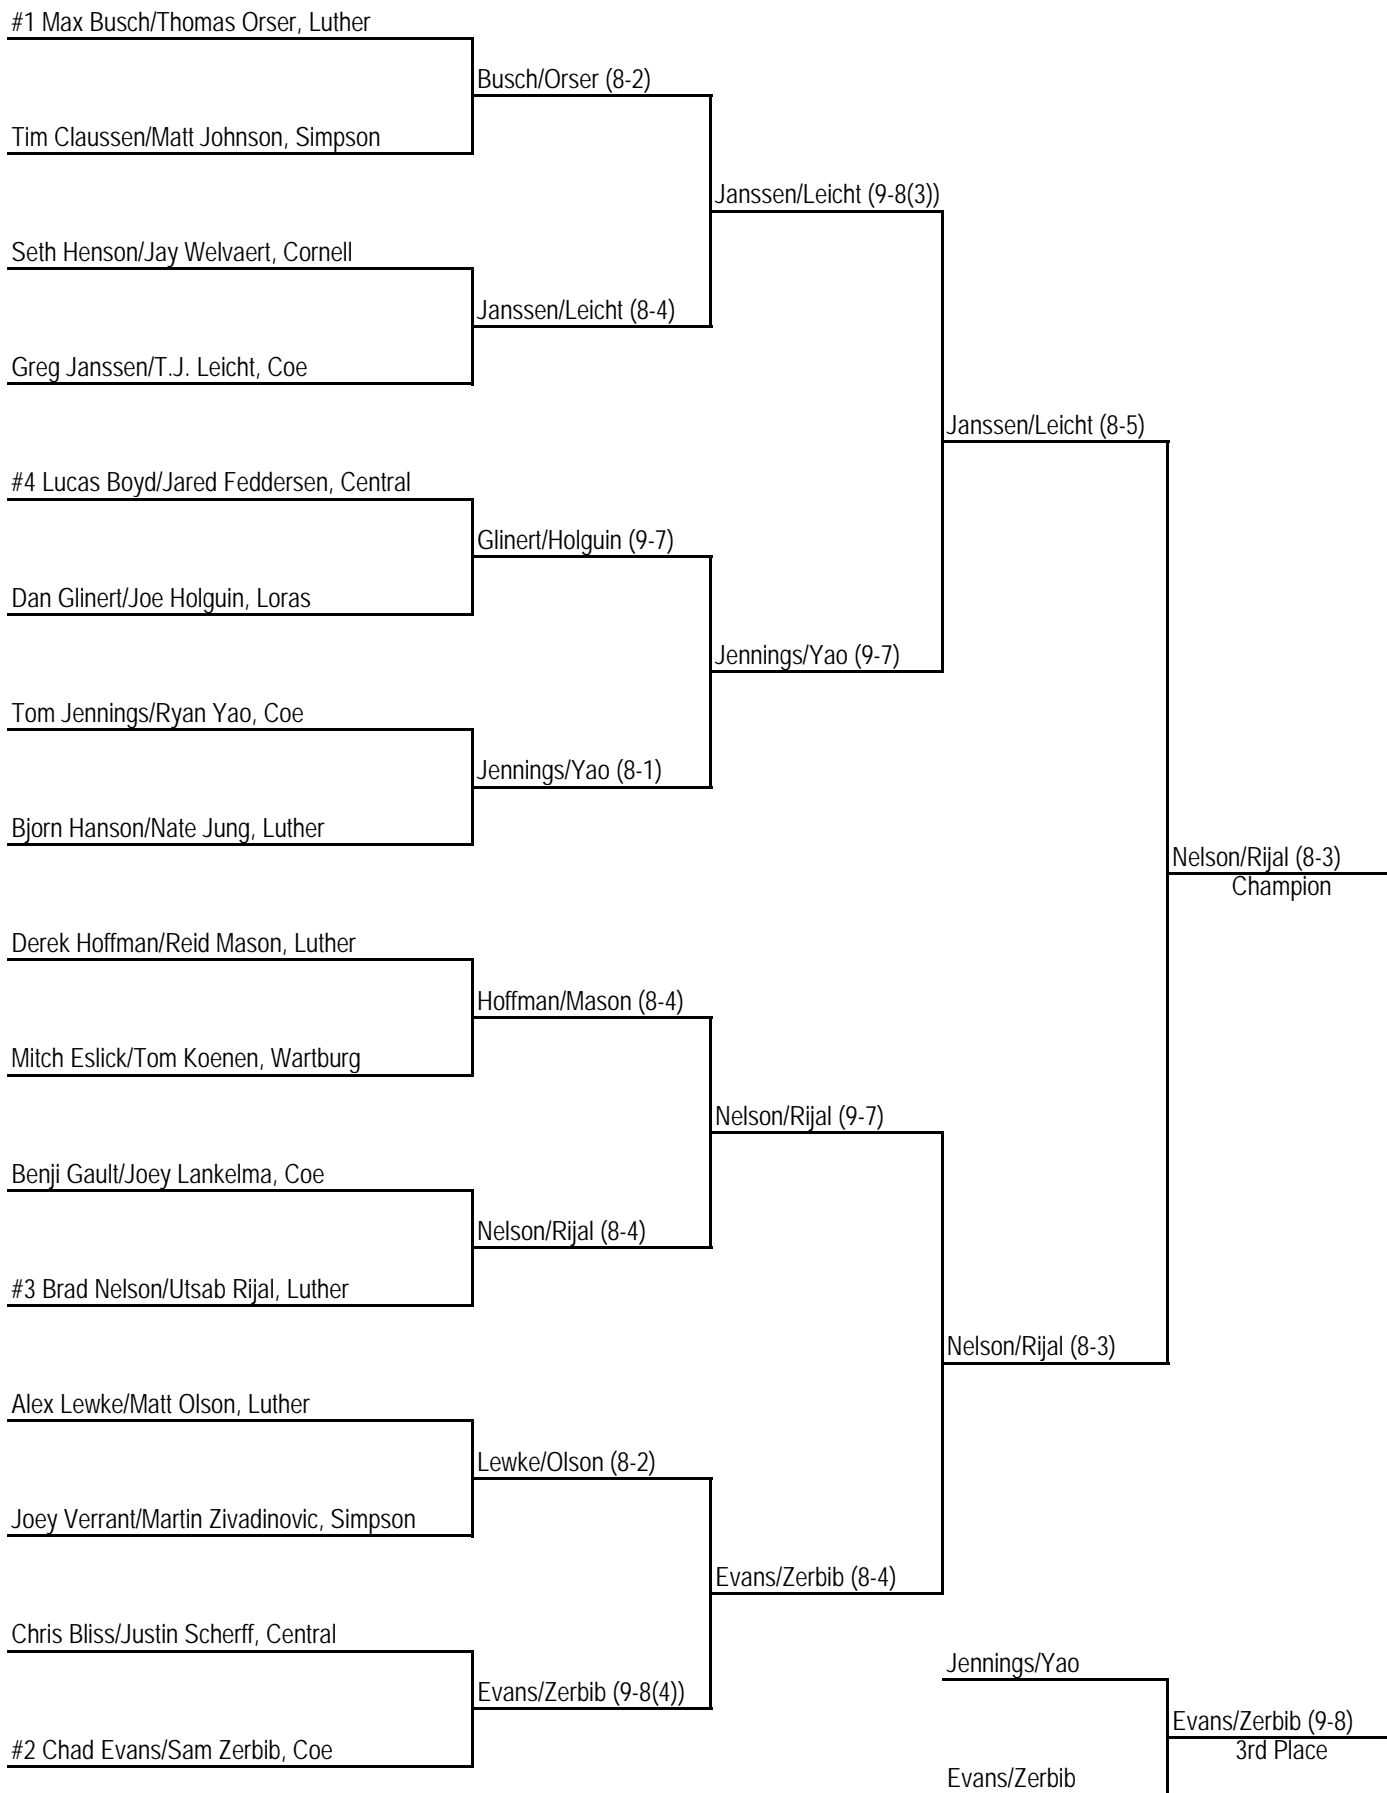 #1 Max Busch/Thomas Orser, Luther
Busch/Orser (8-2)
Tim Claussen/Matt Johnson, Simpson
Janssen/Leicht (9-8(3))
Seth Henson/Jay Welvaert, Cornell
Janssen/Leicht (8-4)
Greg Janssen/T.J. Leicht, Coe
Janssen/Leicht (8-5)
#4 Lucas Boyd/Jared Feddersen, Central
Glinert/Holguin (9-7)
Dan Glinert/Joe Holguin, Loras
Jennings/Yao (9-7)
Tom Jennings/Ryan Yao, Coe
Jennings/Yao (8-1)
Bjorn Hanson/Nate Jung, Luther
Nelson/Rijal (8-3)
Champion
Derek Hoffman/Reid Mason, Luther
Hoffman/Mason (8-4)
Mitch Eslick/Tom Koenen, Wartburg
Nelson/Rijal (9-7)
Benji Gault/Joey Lankelma, Coe
Nelson/Rijal (8-4)
#3 Brad Nelson/Utsab Rijal, Luther
Nelson/Rijal (8-3)
Alex Lewke/Matt Olson, Luther
Lewke/Olson (8-2)
Joey Verrant/Martin Zivadinovic, Simpson
Evans/Zerbib (8-4)
Chris Bliss/Justin Scherff, Central
Jennings/Yao
Evans/Zerbib (9-8(4))
Evans/Zerbib (9-8)
#2 Chad Evans/Sam Zerbib, Coe
3rd Place
Evans/Zerbib